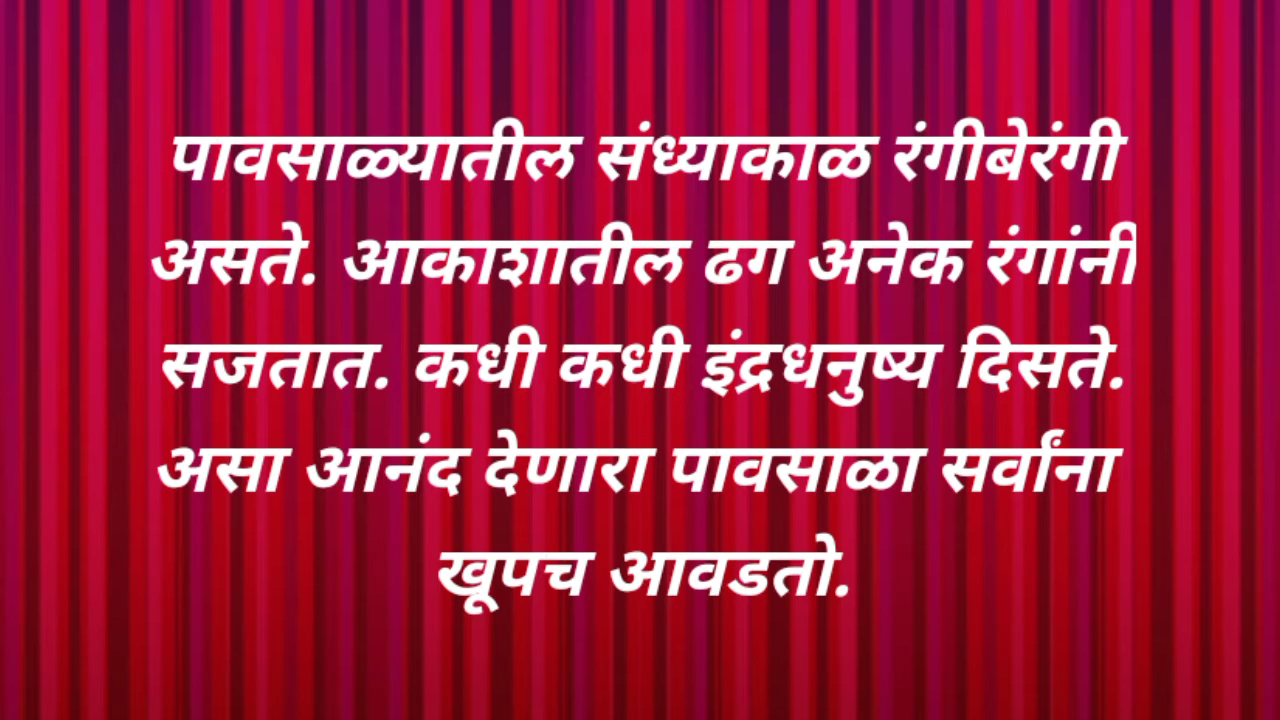 पावसाळ्यातील संध्याकाळ रंगीबेरंगी
असते. आकाशातील ढग अनेक रंगांनी
सजतात. कधी कधी इंद्रधनुष्य दिसते.
असा आनंद देणारा पावसाळा सर्वांना
खूपच आवडतो.